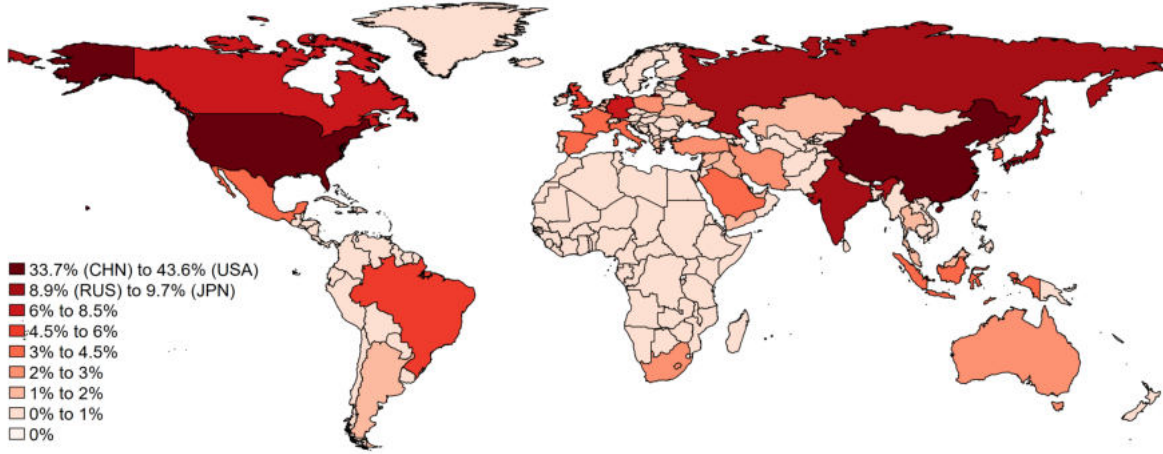 33.7% (CHN) to 43.6% (USA)
8.9% (RUS) to 9.7% (JPN)
6% to 8.5%
4.5% to 6%
3% to 4.5%
2% to 3%
1% to 2%
0% to 1%
0%